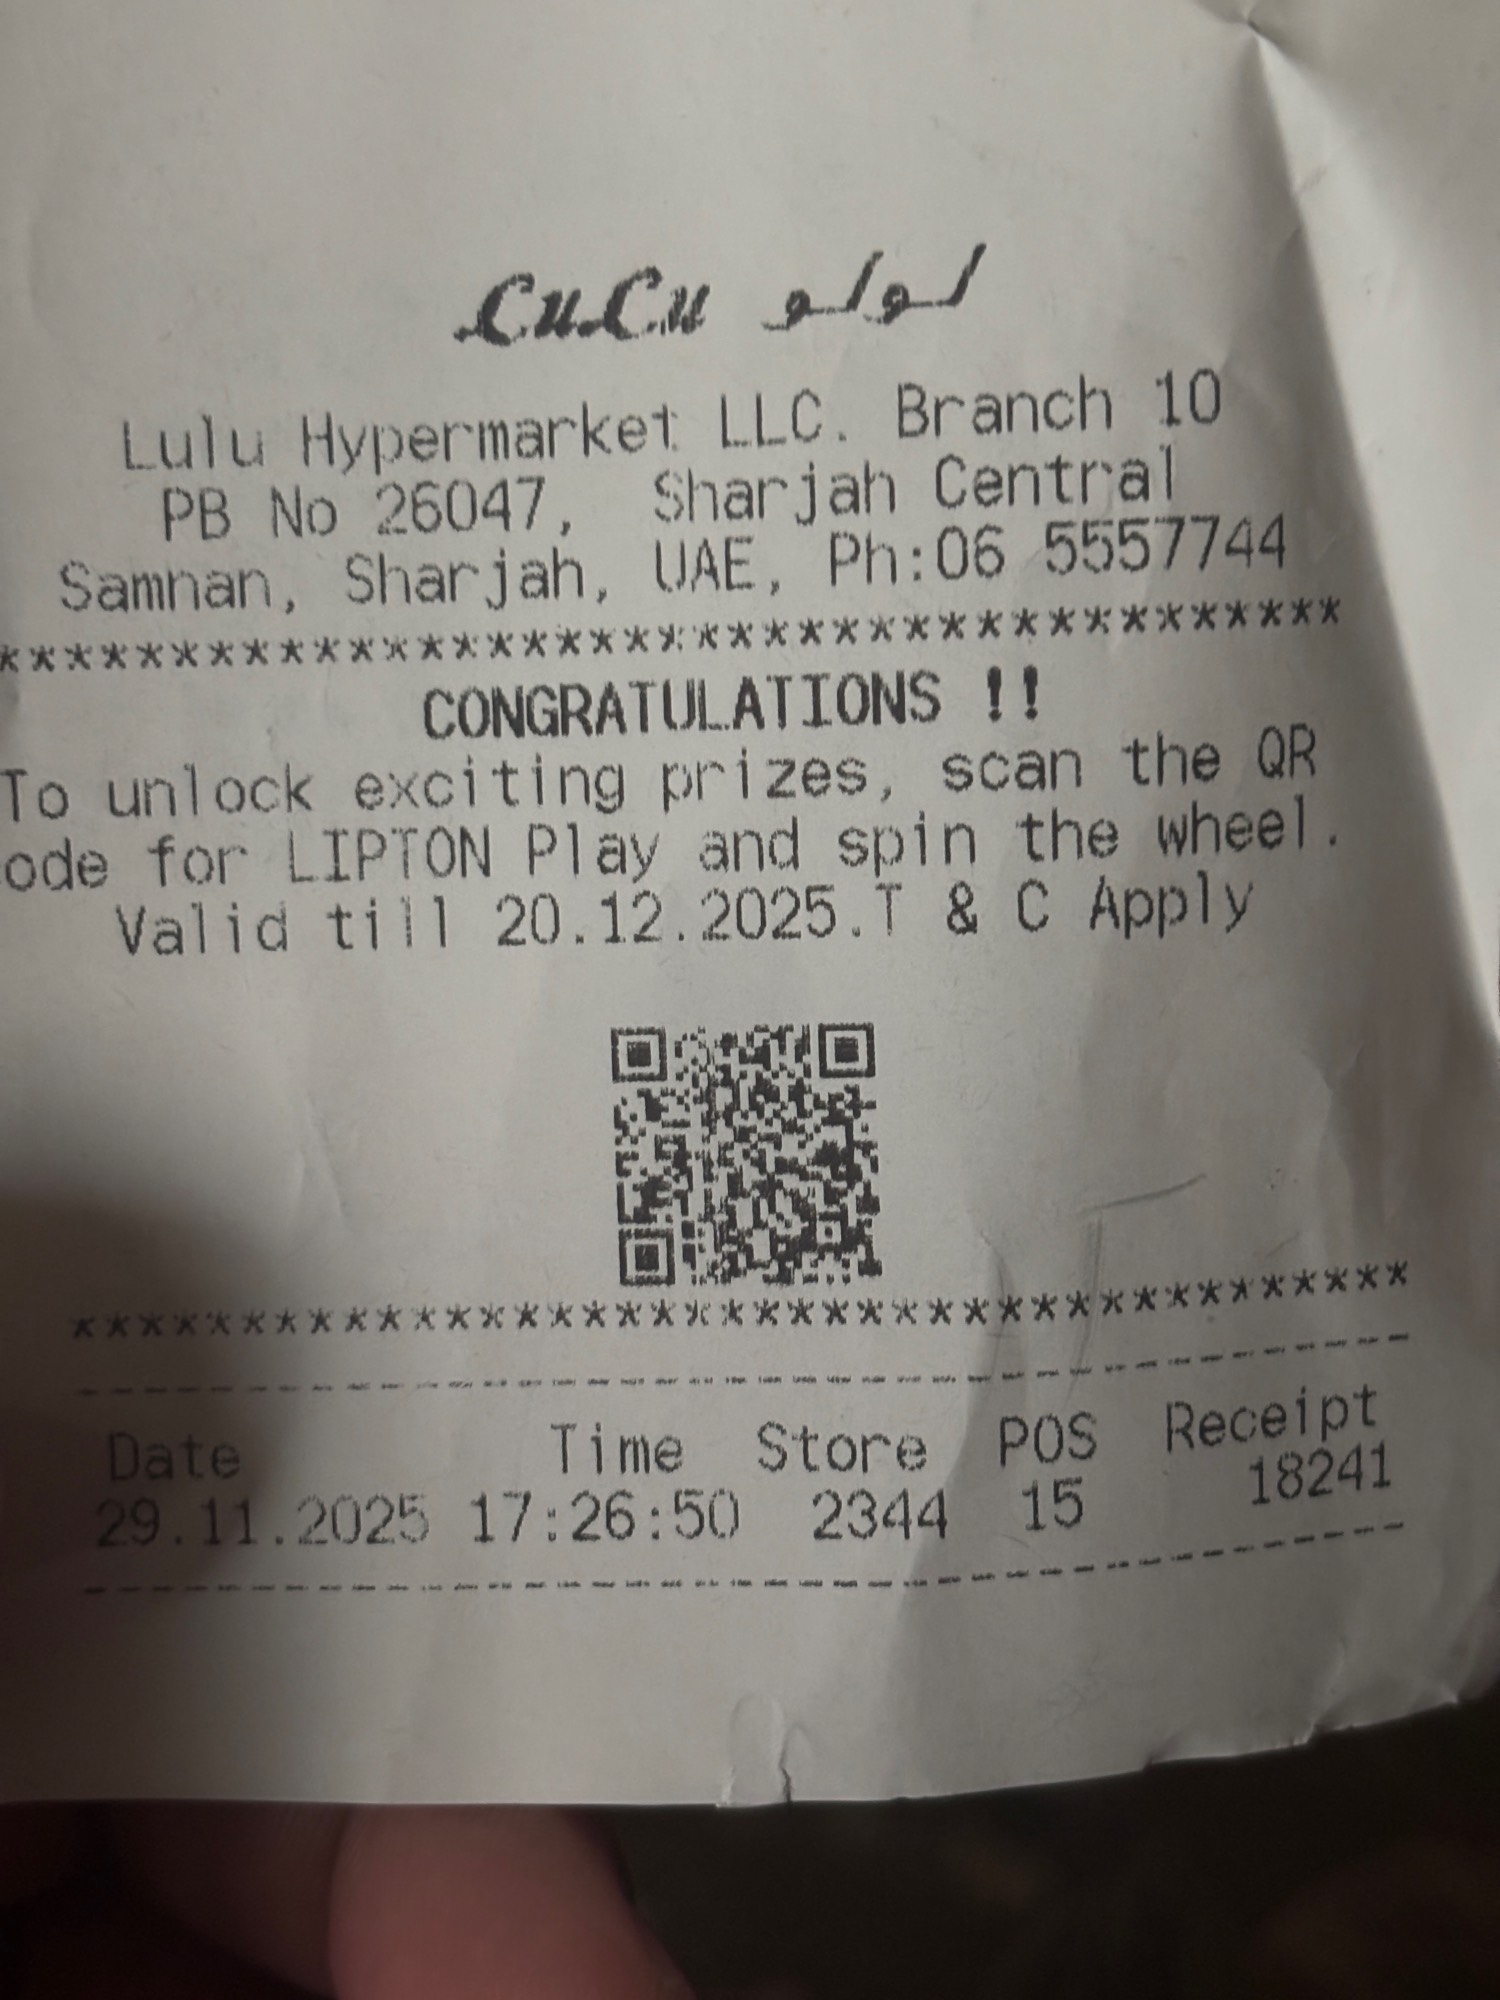 LuLu لولو
Lulu Hypermarket LLC. Branch 10
PB No 26047, Sharjah Central
Samnan, Sharjah, UAE, Ph:06 5557744
***************************************
CONGRATULATIONS !!
To unlock exciting prizes, scan the QR
ode for LIPTON Play and spin the wheel.
Valid till 20.12.2025.T & C Apply
***************************************
---------------------------------------
Date Time Store POS Receipt
29.11.2025 17:26:50 2344 15 18241
---------------------------------------